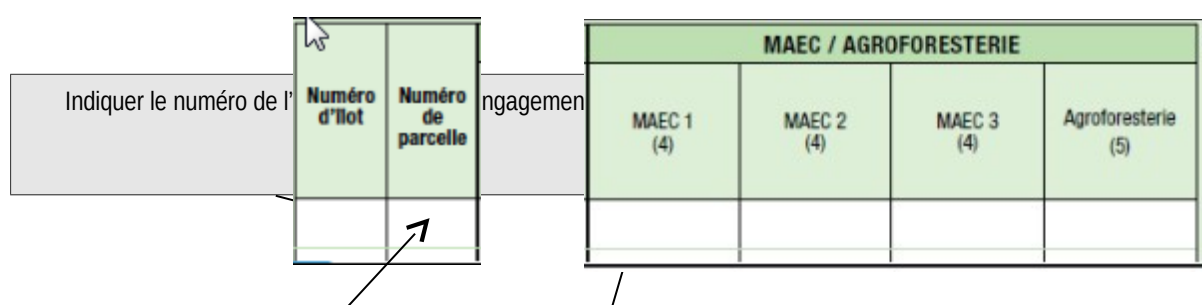 MAEC / AGROFORESTERIE
Indiquer le numéro de l’
Numéro d’îlot
Numéro de parcelle
ngagemen
MAEC 1 (4)
MAEC 2 (4)
MAEC 3 (4)
Agroforesterie (5)